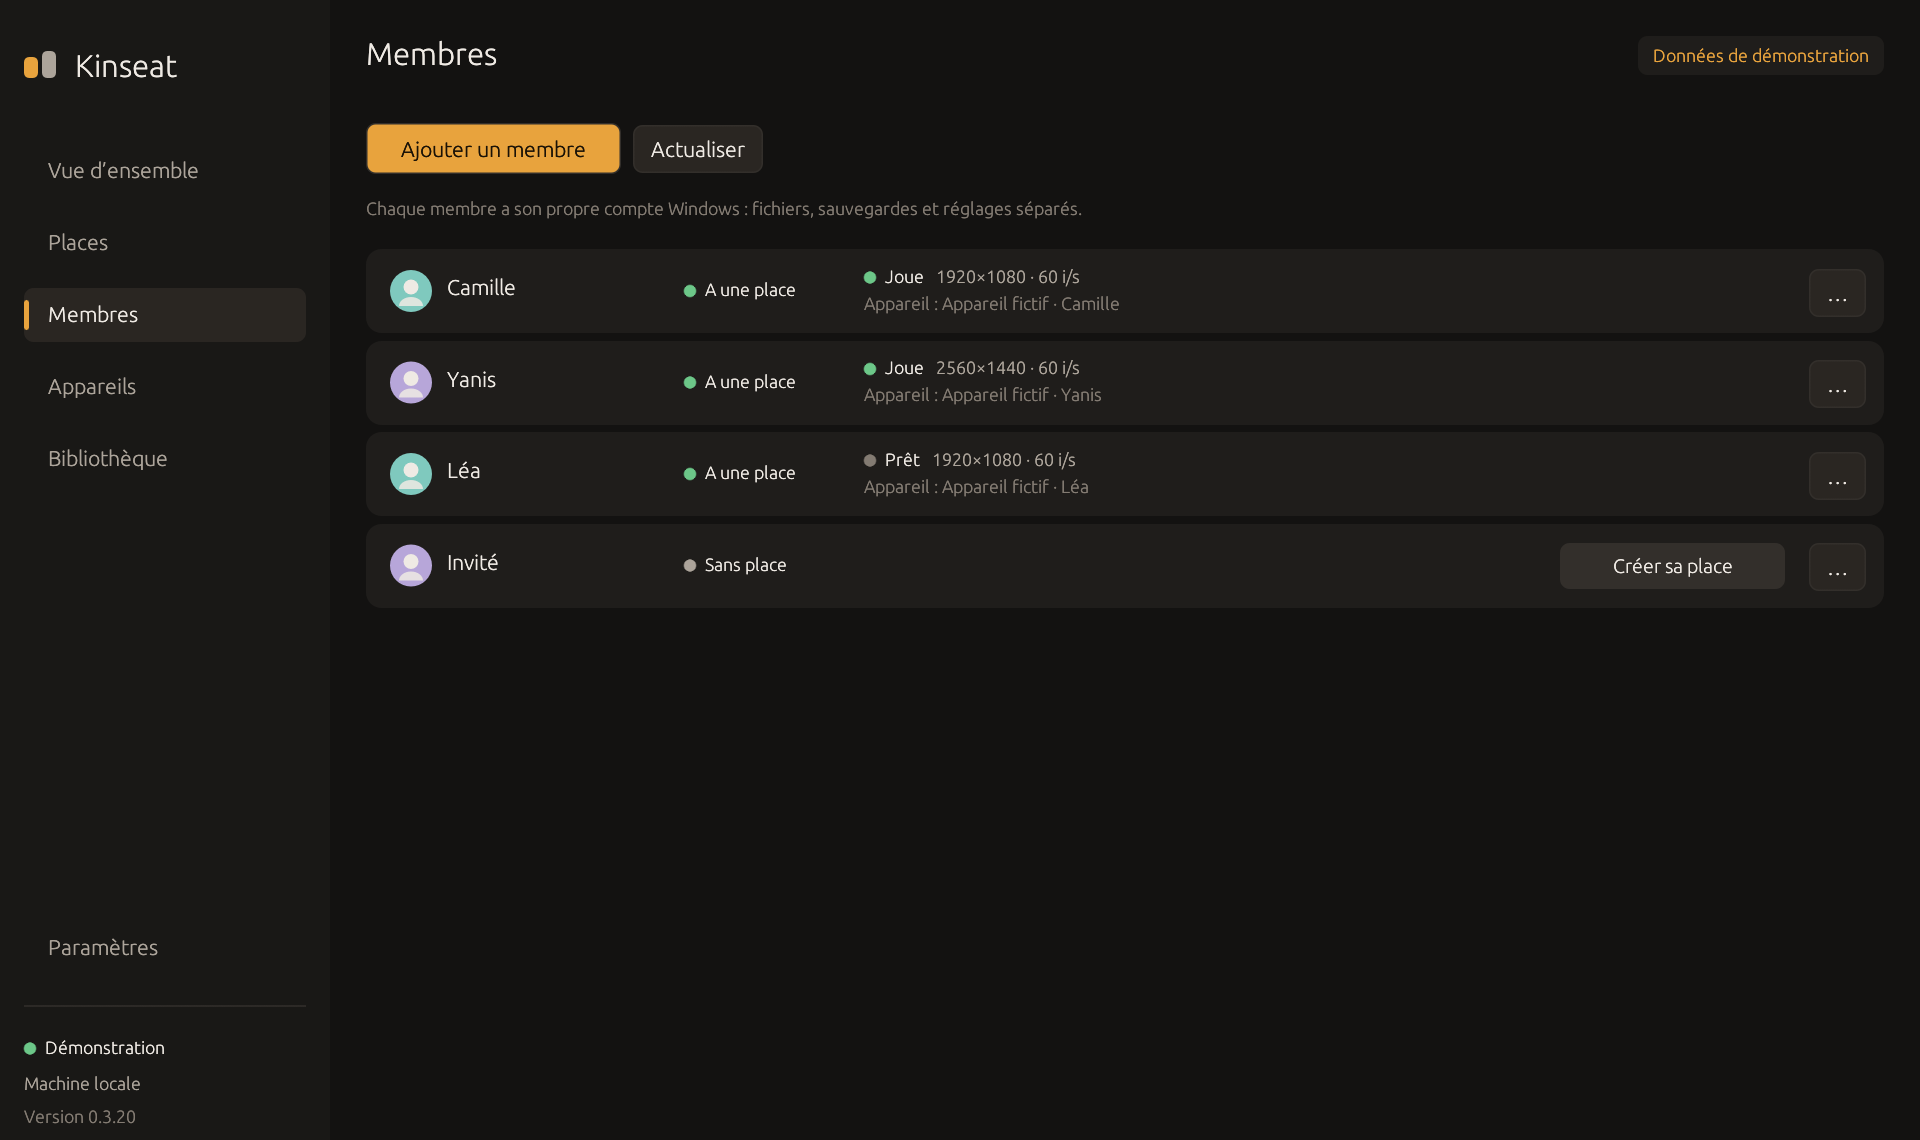 Kinseat
Vue d’ensemble
Places
Membres
Appareils
Bibliothèque
Paramètres
Démonstration
Machine locale
Version 0.3.20
Membres
Données de démonstration
Ajouter un membre
Actualiser
Chaque membre a son propre compte Windows : fichiers, sauvegardes et réglages séparés.
Camille
A une place
Joue 1920×1080 · 60 i/s
Appareil : Appareil fictif · Camille
...
Yanis
A une place
Joue 2560×1440 · 60 i/s
Appareil : Appareil fictif · Yanis
...
Léa
A une place
Prêt 1920×1080 · 60 i/s
Appareil : Appareil fictif · Léa
...
Invité
Sans place
Créer sa place
...